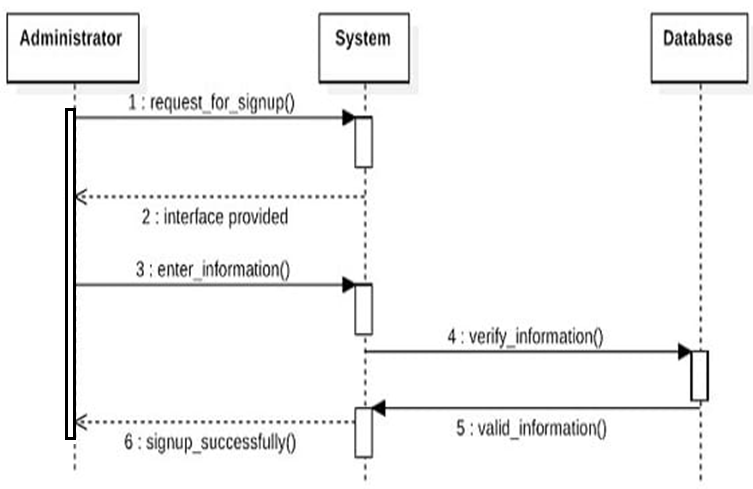 Administrator
System
Database
1 : request_for_signup()
2 : interface provided
3 : enter_information()
4 : verify_information()
5 : valid_information()
6 : signup_successfully()